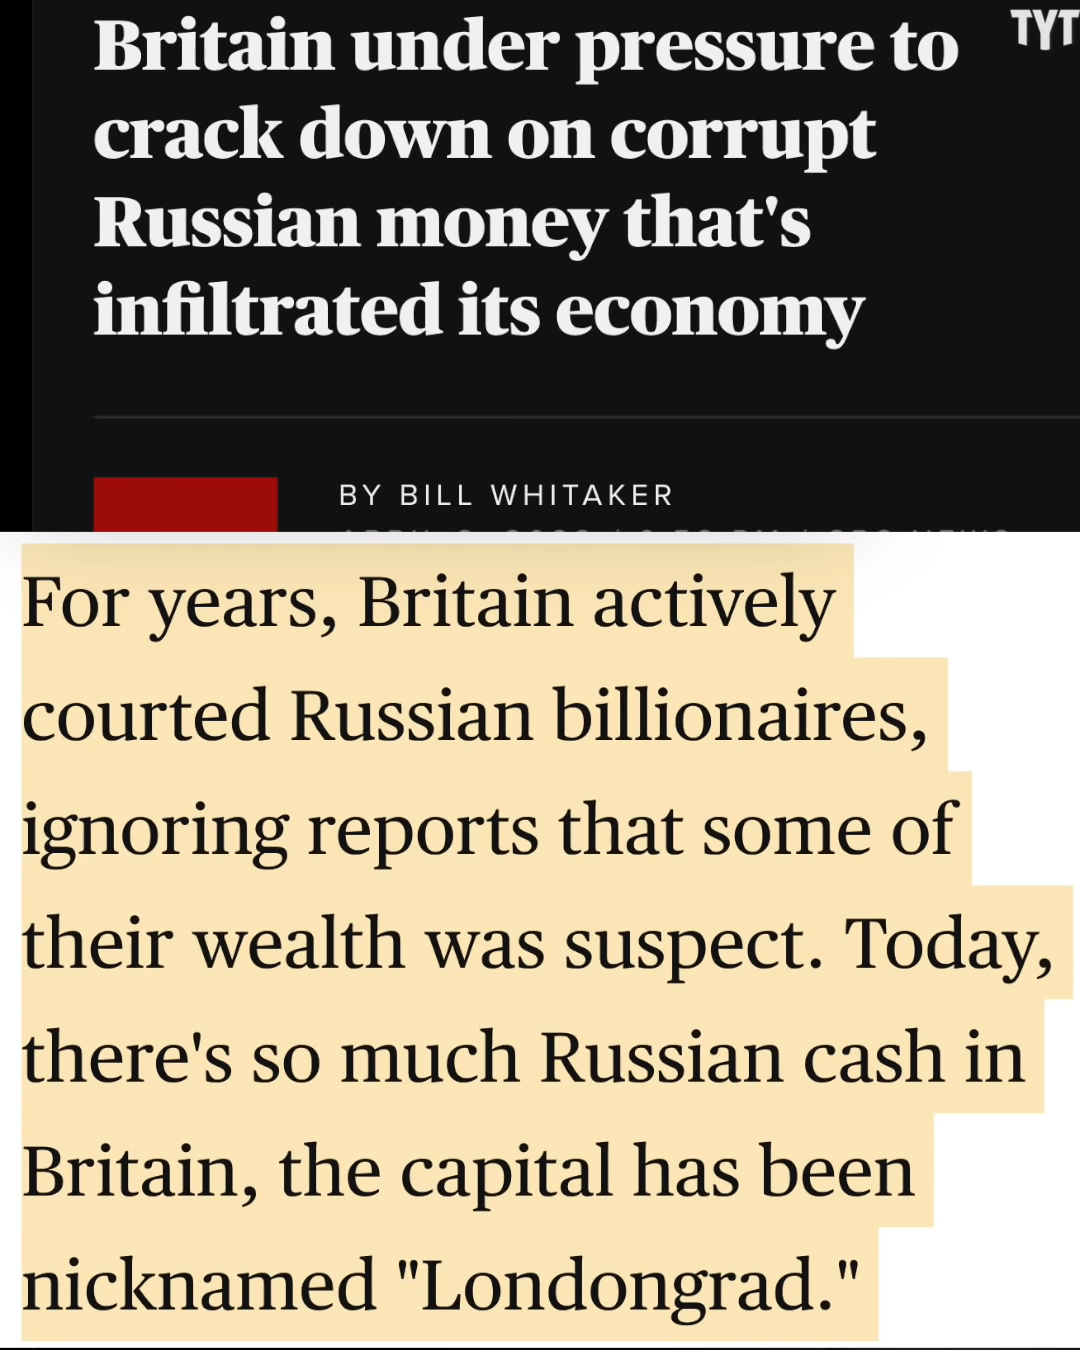 Britain under pressure to
TYT
crack down on corrupt
Russian money that's
infiltrated its economy
BY BILL WHITAKER
For years, Britain actively
courted Russian billionaires,
ignoring reports that some of
their wealth was suspect. Today,
there's so much Russian cash in
Britain, the capital has been
nicknamed "Londongrad."